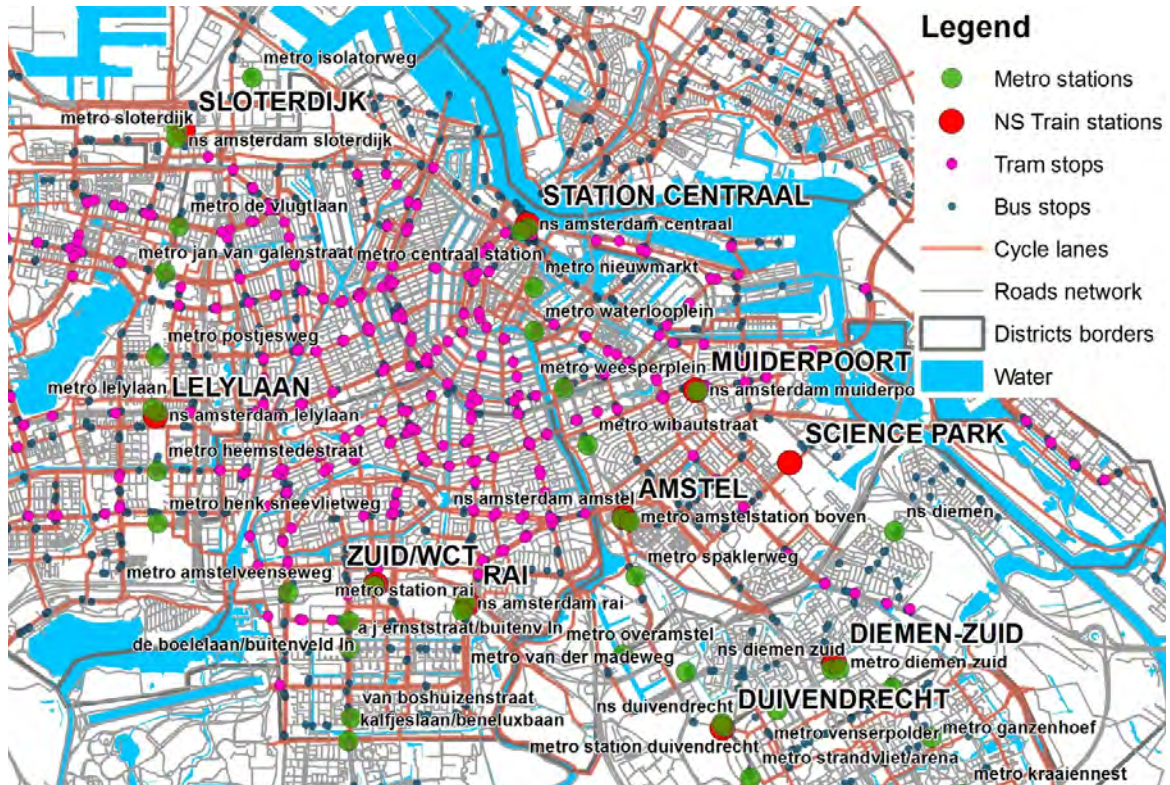 Legend
Metro stations
NS Train stations
Tram stops
Bus stops
Cycle lanes
Roads network
Districts borders
Water
metro isolatorweg
SLOTERDIJK
metro sloterdijk
ns amsterdam sloterdijk
metro de vlugtlaan
STATION CENTRAAL
ns amsterdam centraal
metro jan van galenstraat
metro centraal station
metro nieuwmarkt
metro waterlooplein
metro postjesweg
metro weesperplein
MUIDERPOORT
metro lelylaan
LELYLAAN
ns amsterdam muiderpo
ns amsterdam lelylaan
metro wibautstraat
SCIENCE PARK
metro heemstedestraat
AMSTEL
metro henk sneevlietweg
ns amsterdam amstel
metro amstelstation boven
ns diemen
ZUID/WCT
metro spaklerweg
metro amstelveenseweg
RAI
metro station rai
ns amsterdam rai
a j ernststraat/buitenv ln
de boelelaan/buitenveld ln
metro overamstel
DIEMEN-ZUID
ns diemen zuid
metro van der madeweg
metro diemen zuid
van boshuizenstraat
DUIVENDRECHT
ns duivendrecht
kalfjeslaan/beneluxbaan
metro venserpolder
metro ganzenhoef
metro station duivendrecht
metro strandvliet/arena
metro kraaiennest